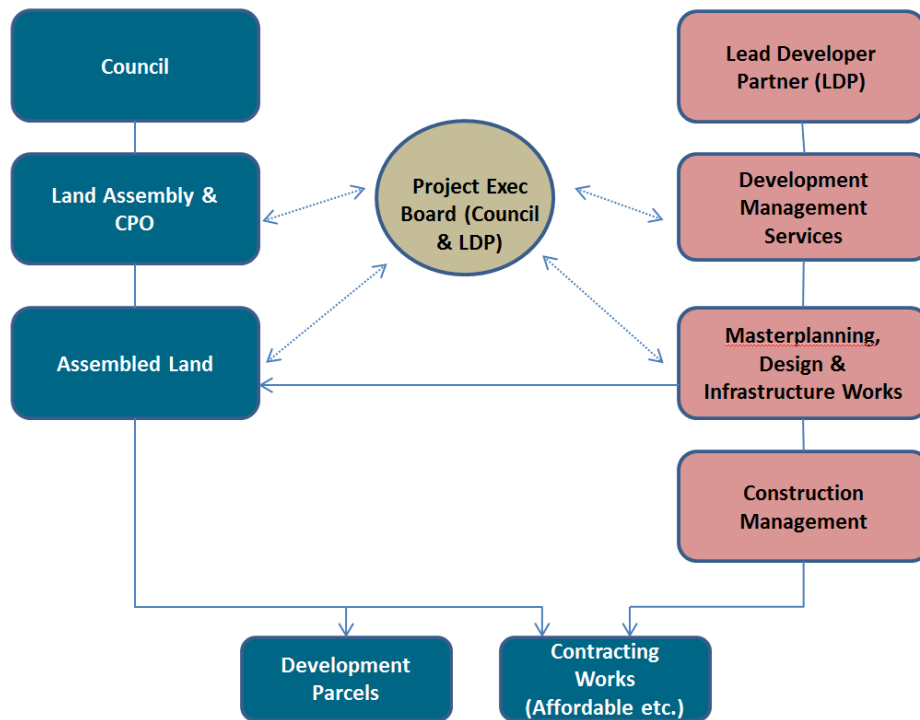 Council
Lead Developer
Partner (LDP)
Land Assembly &
CPO
Project Exec
Board (Council
& LDP)
Development
Management
Services
Assembled Land
Masterplanning,
Design &
Infrastructure Works
Construction
Management
Development
Parcels
Contracting
Works
(Affordable etc.)